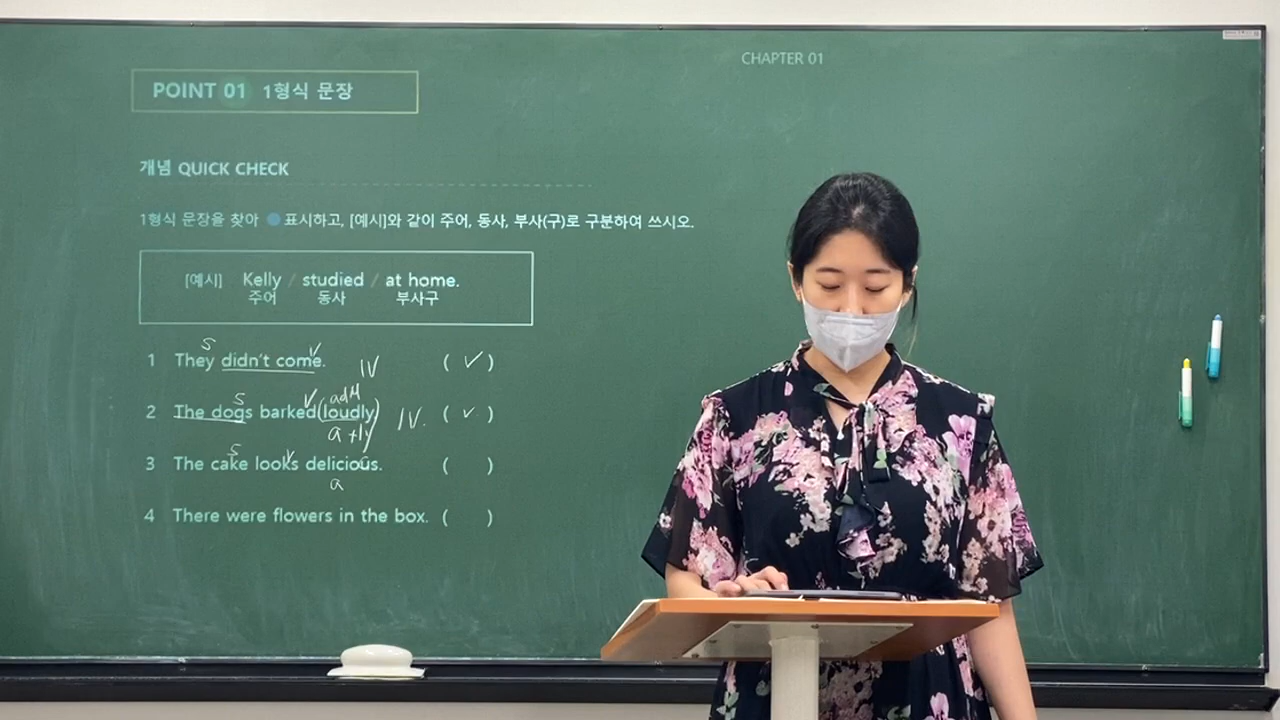 CHAPTER 01
POINT 01 1형식 문장
개념 QUICK CHECK
1형식 문장을 찾아 표시하고, [예시]와 같이 주어, 동사, 부사(구)로 구분하여 쓰시오.
[예시] Kelly / studied / at home.
주어 동사 부사구
S V
1 They didn't come. ( ✓ )
S V
2 The dogs barked (loudly) ( ✓ )
a +ly
S V
3 The cake looks delicious. ( )
a
4 There were flowers in the box. ( )